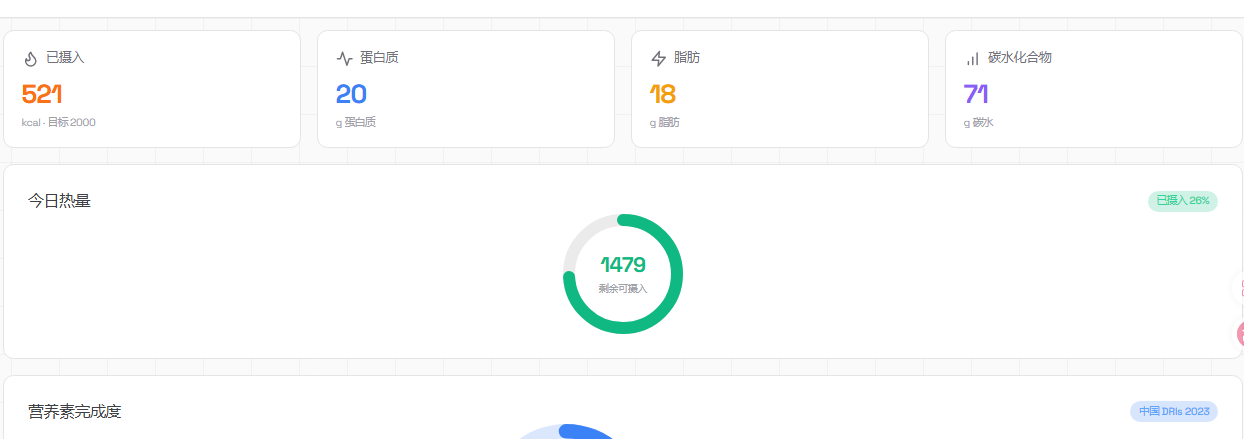 已摄入
521
kcal · 目标 2000
蛋白质
20
g 蛋白质
脂肪
18
g 脂肪
碳水化合物
71
g 碳水
今日热量
已摄入 26%
1479
剩余可摄入
营养素完成度
中国 DRIs 2023